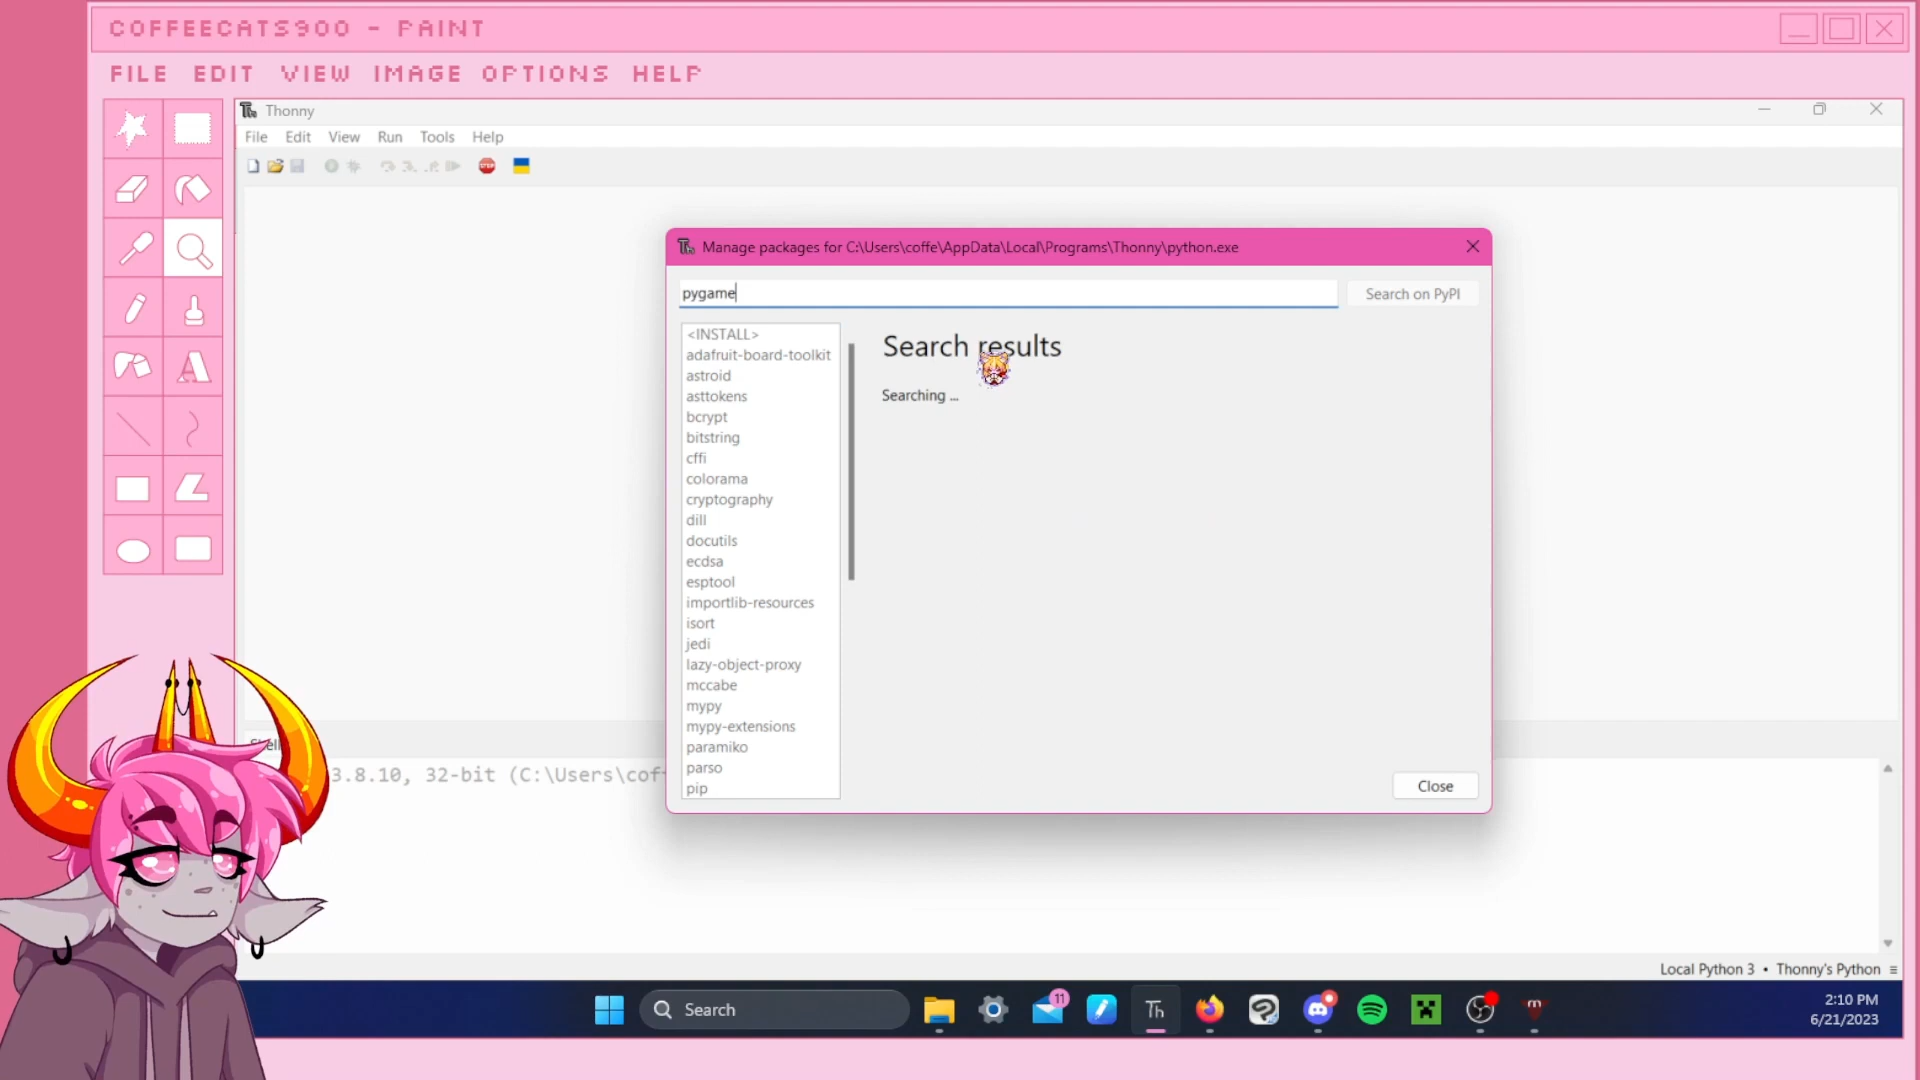 COFFEECATS900 - PAINT
FILE EDIT VIEW IMAGE OPTIONS HELP
Thonny
File Edit View Run Tools Help
Manage packages for C:\Users\coffe\AppData\Local\Programs\Thonny\python.exe
pygame
Search on PyPI
<INSTALL>
adafruit-board-toolkit
astroid
asttokens
bcrypt
bitstring
cffi
colorama
cryptography
dill
docutils
ecdsa
esptool
importlib-resources
isort
jedi
lazy-object-proxy
mccabe
mypy
mypy-extensions
paramiko
parso
pip
Search results
Searching ...
Close
Shell
3.8.10, 32-bit (C:\Users\cof
Local Python 3 • Thonny's Python ≡
Search
11
Th
2:10 PM
6/21/2023